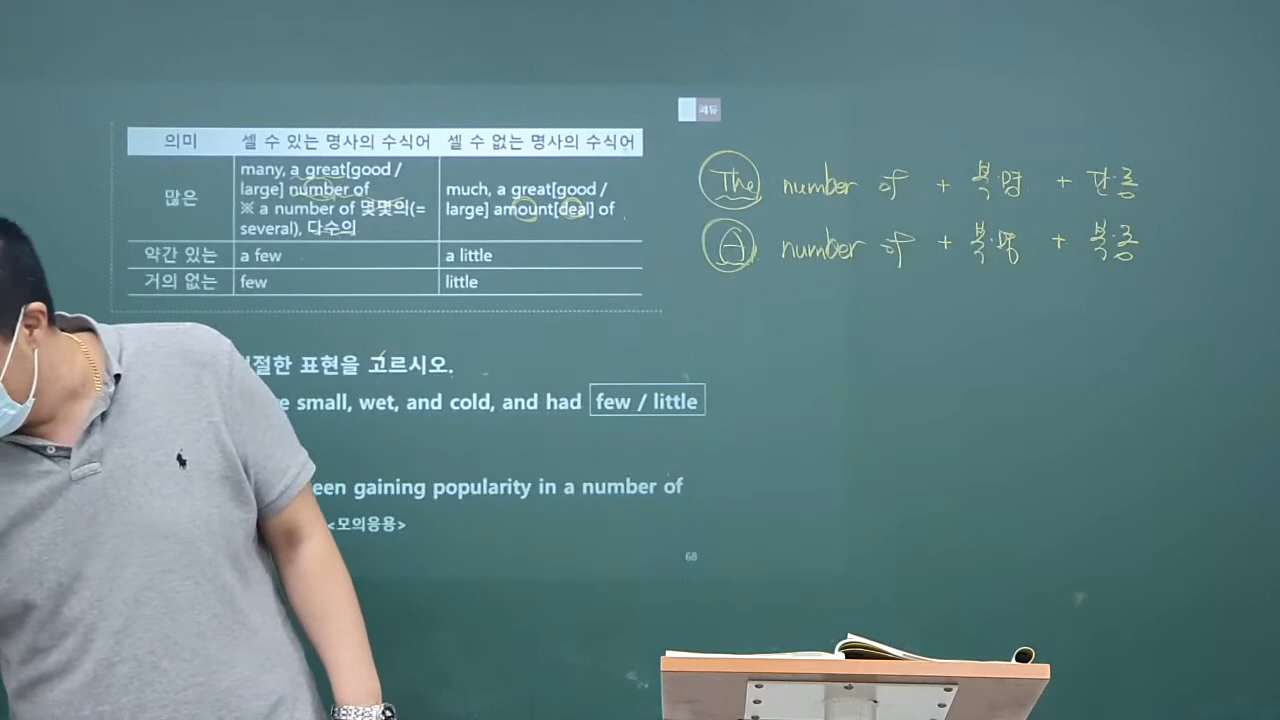 의미 셀 수 있는 명사의 수식어 셀 수 없는 명사의 수식어
많은 many, a great[good / large] number of ※ a number of 몇몇의(= several), 다수의 much, a great[good / large] amount[deal] of
약간 있는 a few a little
거의 없는 few little
절한 표현을 고르시오.
e small, wet, and cold, and had few / little
een gaining popularity in a number of
<모의응용>
68
The number of + 복·명 + 단·동
A number of + 복·명 + 복·동